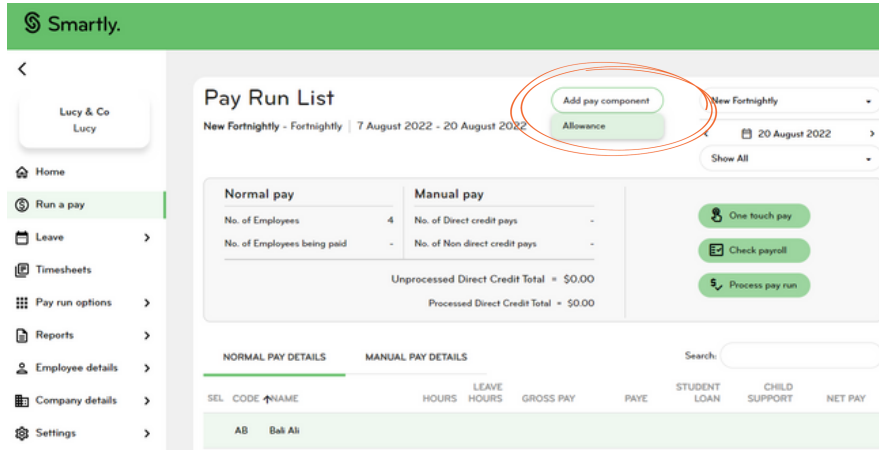 Smartly.
Lucy & Co
Lucy
Home
Run a pay
Leave
Timesheets
Pay run options
Reports
Employee details
Company details
Settings
Pay Run List
Add pay component
New Fortnightly
New Fortnightly - Fortnightly | 7 August 2022 - 20 August 2022
Allowance
20 August 2022
Show All
Normal pay
Manual pay
No. of Employees 4
No. of Direct credit pays -
No. of Employees being paid -
No. of Non direct credit pays -
Unprocessed Direct Credit Total = $0.00
Processed Direct Credit Total = $0.00
One touch pay
Check payroll
Process pay run
NORMAL PAY DETAILS
MANUAL PAY DETAILS
Search:
SEL CODE NAME HOURS LEAVE HOURS GROSS PAY PAYE STUDENT LOAN CHILD SUPPORT NET PAY
AB Bali Ali